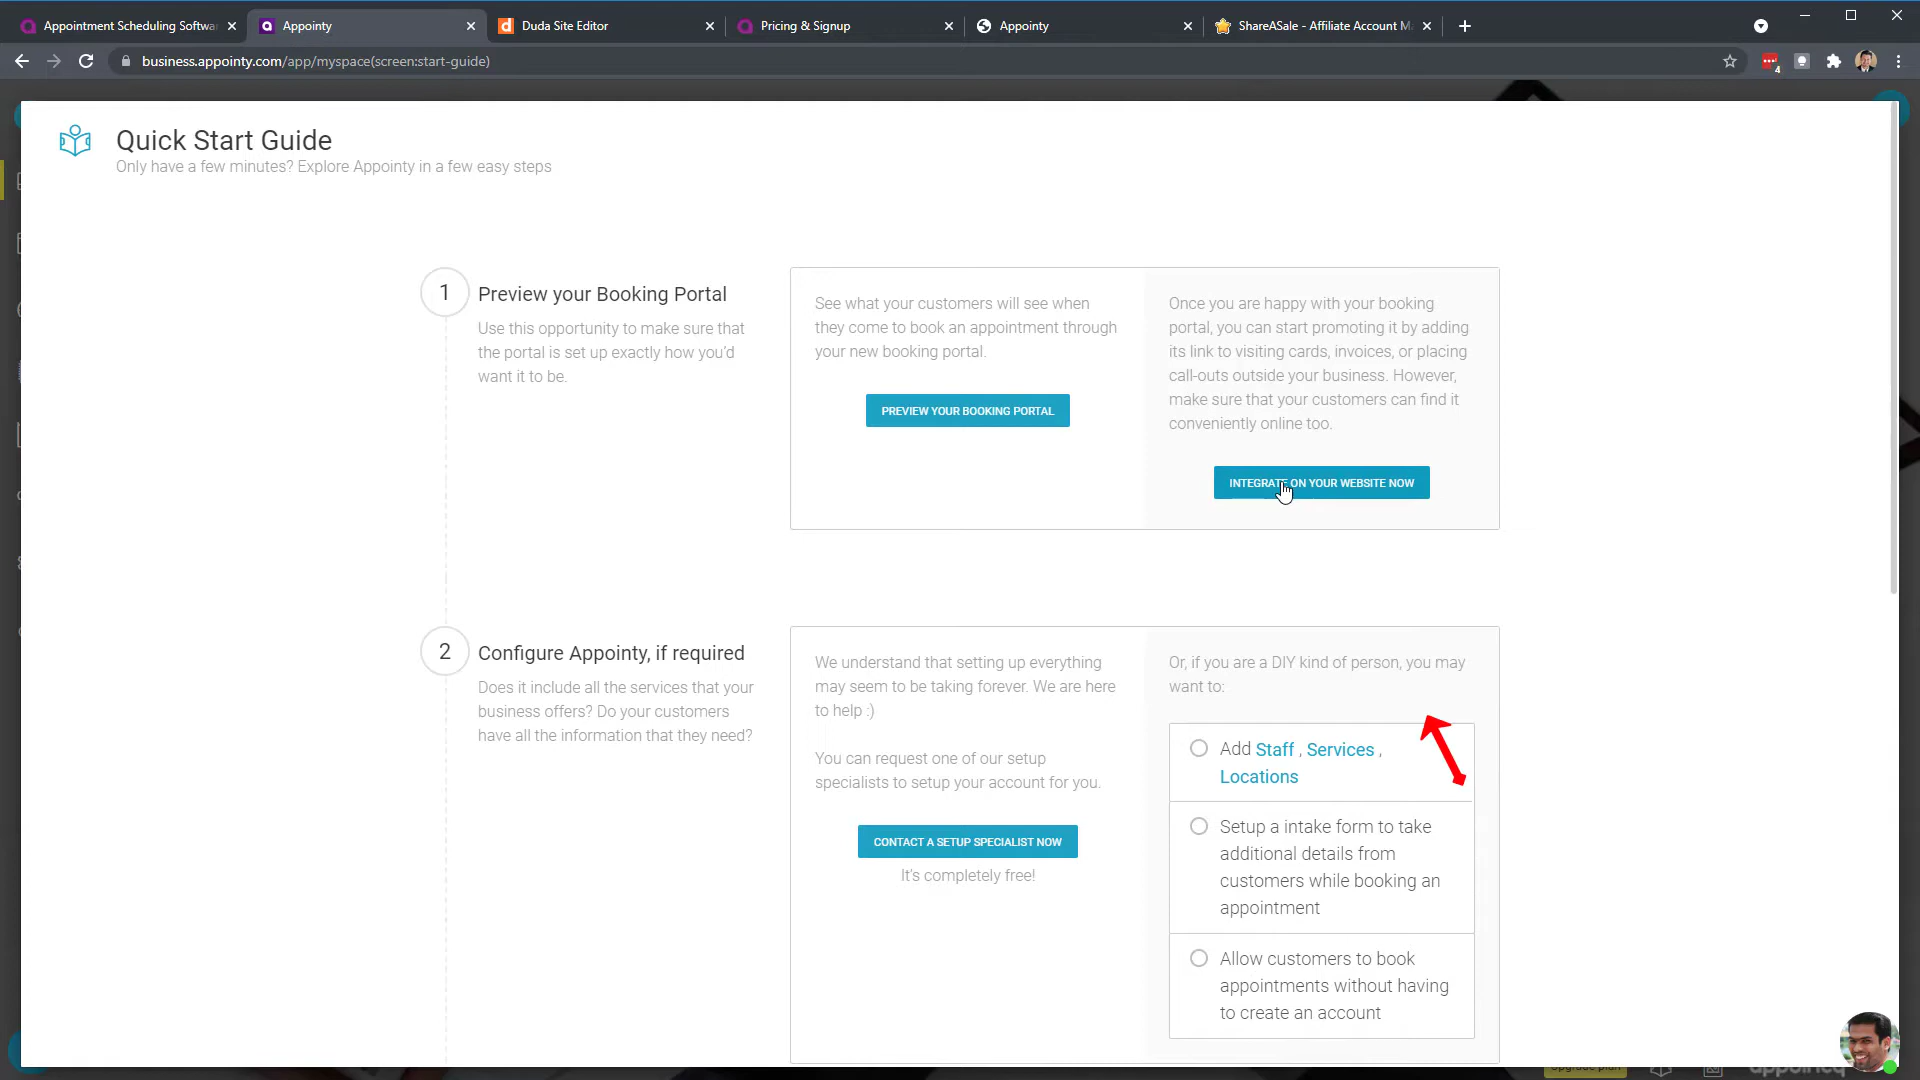 Appointment Scheduling Softwa
Appointy
Duda Site Editor
Pricing & Signup
Appointy
ShareASale - Affiliate Account M
business.appointy.com/app/myspace(screen:start-guide)
4
Quick Start Guide
Only have a few minutes? Explore Appointy in a few easy steps
1
Preview your Booking Portal
Use this opportunity to make sure that
the portal is set up exactly how you'd
want it to be.
See what your customers will see when
they come to book an appointment through
your new booking portal.
PREVIEW YOUR BOOKING PORTAL
Once you are happy with your booking
portal, you can start promoting it by adding
its link to visiting cards, invoices, or placing
call-outs outside your business. However,
make sure that your customers can find it
conveniently online too.
INTEGRATE ON YOUR WEBSITE NOW
2
Configure Appointy, if required
Does it include all the services that your
business offers? Do your customers
have all the information that they need?
We understand that setting up everything
may seem to be taking forever. We are here
to help :)
You can request one of our setup
specialists to setup your account for you.
CONTACT A SETUP SPECIALIST NOW
It's completely free!
Or, if you are a DIY kind of person, you may
want to:
Add Staff , Services ,
Locations
Setup a intake form to take
additional details from
customers while booking an
appointment
Allow customers to book
appointments without having
to create an account
Upgrade plan